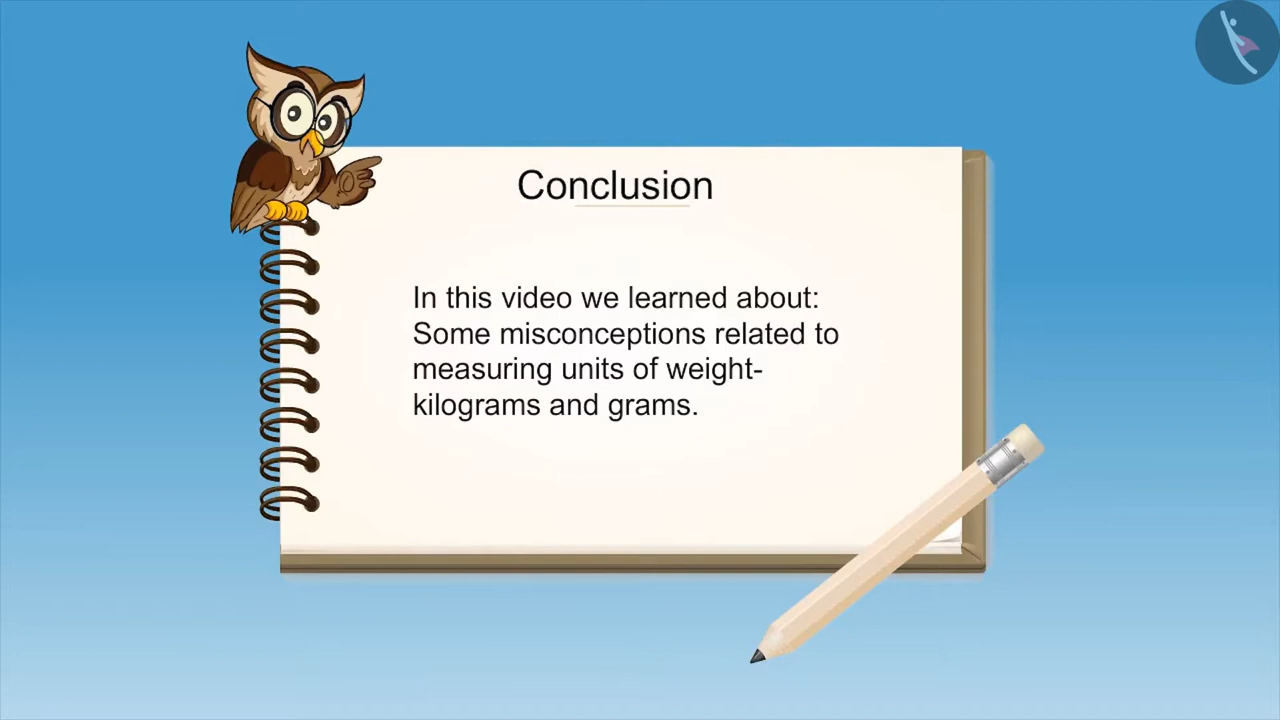 Conclusion
In this video we learned about:
Some misconceptions related to
measuring units of weight-
kilograms and grams.